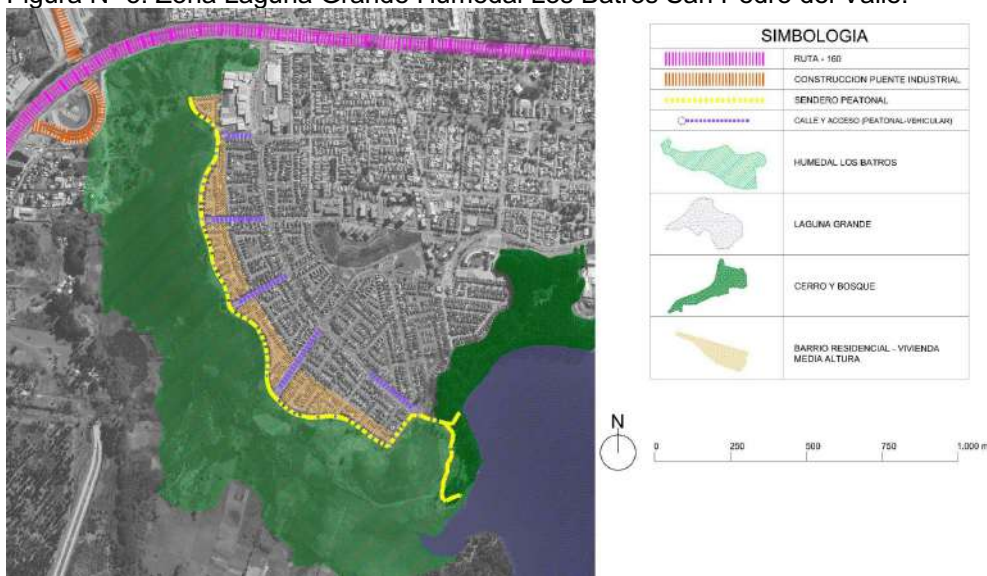 Figura N° 3. Zona Laguna Grande Humedal Los Batros San Pedro del Valle.
SIMBOLOGIA
RUTA - 160
CONSTRUCCION PUENTE INDUSTRIAL
SENDERO PEATONAL
CALLE Y ACCESO (PEATONAL-VEHICULAR)
HUMEDAL LOS BATROS
LAGUNA GRANDE
CERRO Y BOSQUE
BARRIO RESIDENCIAL - VIVIENDA
MEDIA ALTURA
N
0 250 500 750 1.000 m